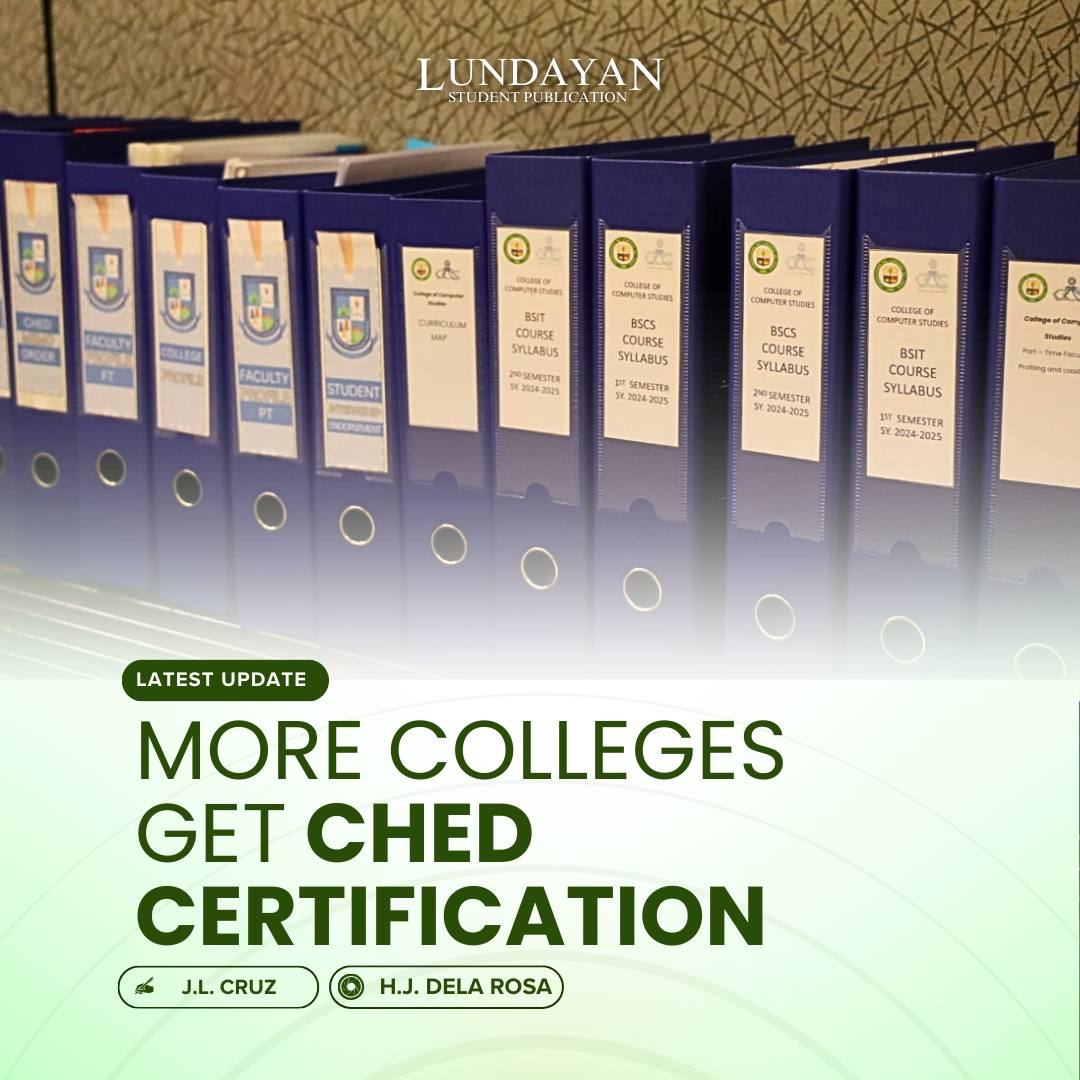 LUNDAYAN
STUDENT PUBLICATION
CHED
ORDER
FACULTY
PROFILE
FT
COLLEGE
PROFILE
FACULTY
PROFILE
PT
STUDENT
INTERNSHIP
ENDORSEMENT
College of Computer
Studies
CURRICULUM
MAP
COLLEGE OF
COMPUTER STUDIES
BSIT
COURSE
SYLLABUS
2ND SEMESTER
SY. 2024-2025
COLLEGE OF
COMPUTER STUDIES
BSCS
COURSE
SYLLABUS
1ST SEMESTER
SY. 2024-2025
COLLEGE OF
COMPUTER STUDIES
BSCS
COURSE
SYLLABUS
2ND SEMESTER
SY. 2024-2025
COLLEGE OF
COMPUTER STUDIES
BSIT
COURSE
SYLLABUS
1ST SEMESTER
SY. 2024-2025
College of Comp
Studies
Part - Time Facu
Profiling and Load
LATEST UPDATE
MORE COLLEGES
GET CHED
CERTIFICATION
J.L. CRUZ
H.J. DELA ROSA